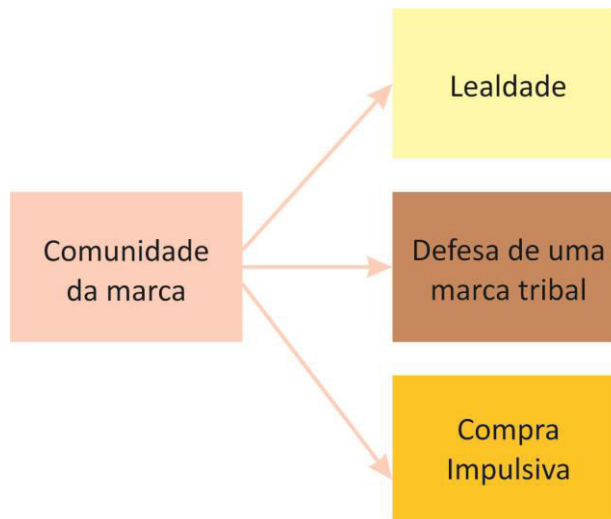 Lealdade
Comunidade
da marca
Defesa de uma
marca tribal
Compra
Impulsiva